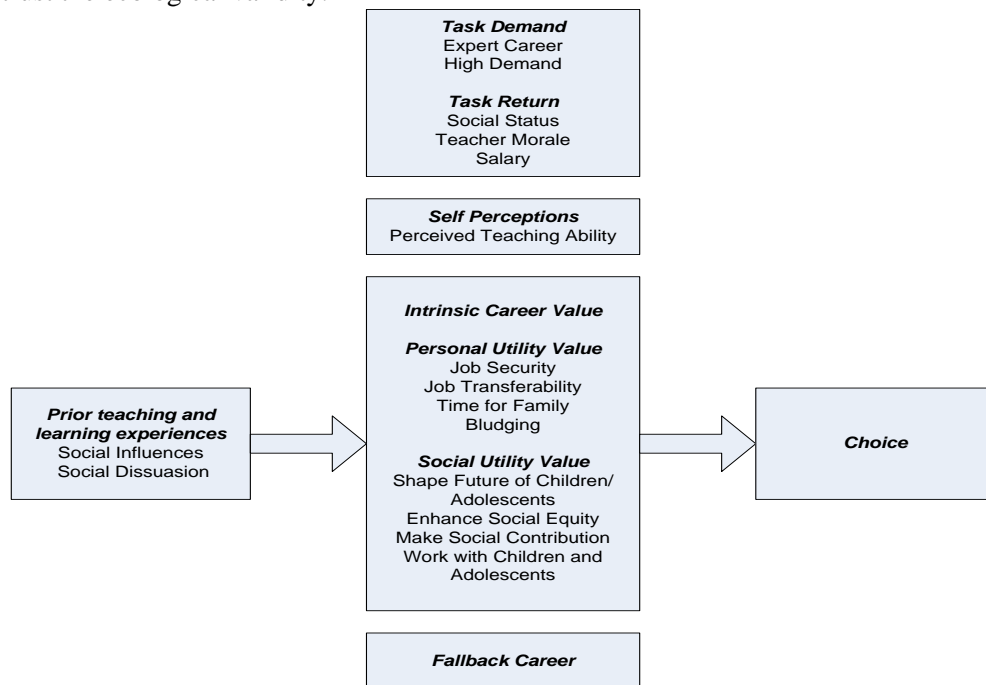 Task Demand
Expert Career
High Demand
Task Return
Social Status
Teacher Morale
Salary
Self Perceptions
Perceived Teaching Ability
Intrinsic Career Value
Personal Utility Value
Job Security
Job Transferability
Time for Family
Bludging
Social Utility Value
Shape Future of Children/
Adolescents
Enhance Social Equity
Make Social Contribution
Work with Children and
Adolescents
Prior teaching and
learning experiences
Social Influences
Social Dissuasion
Choice
Fallback Career